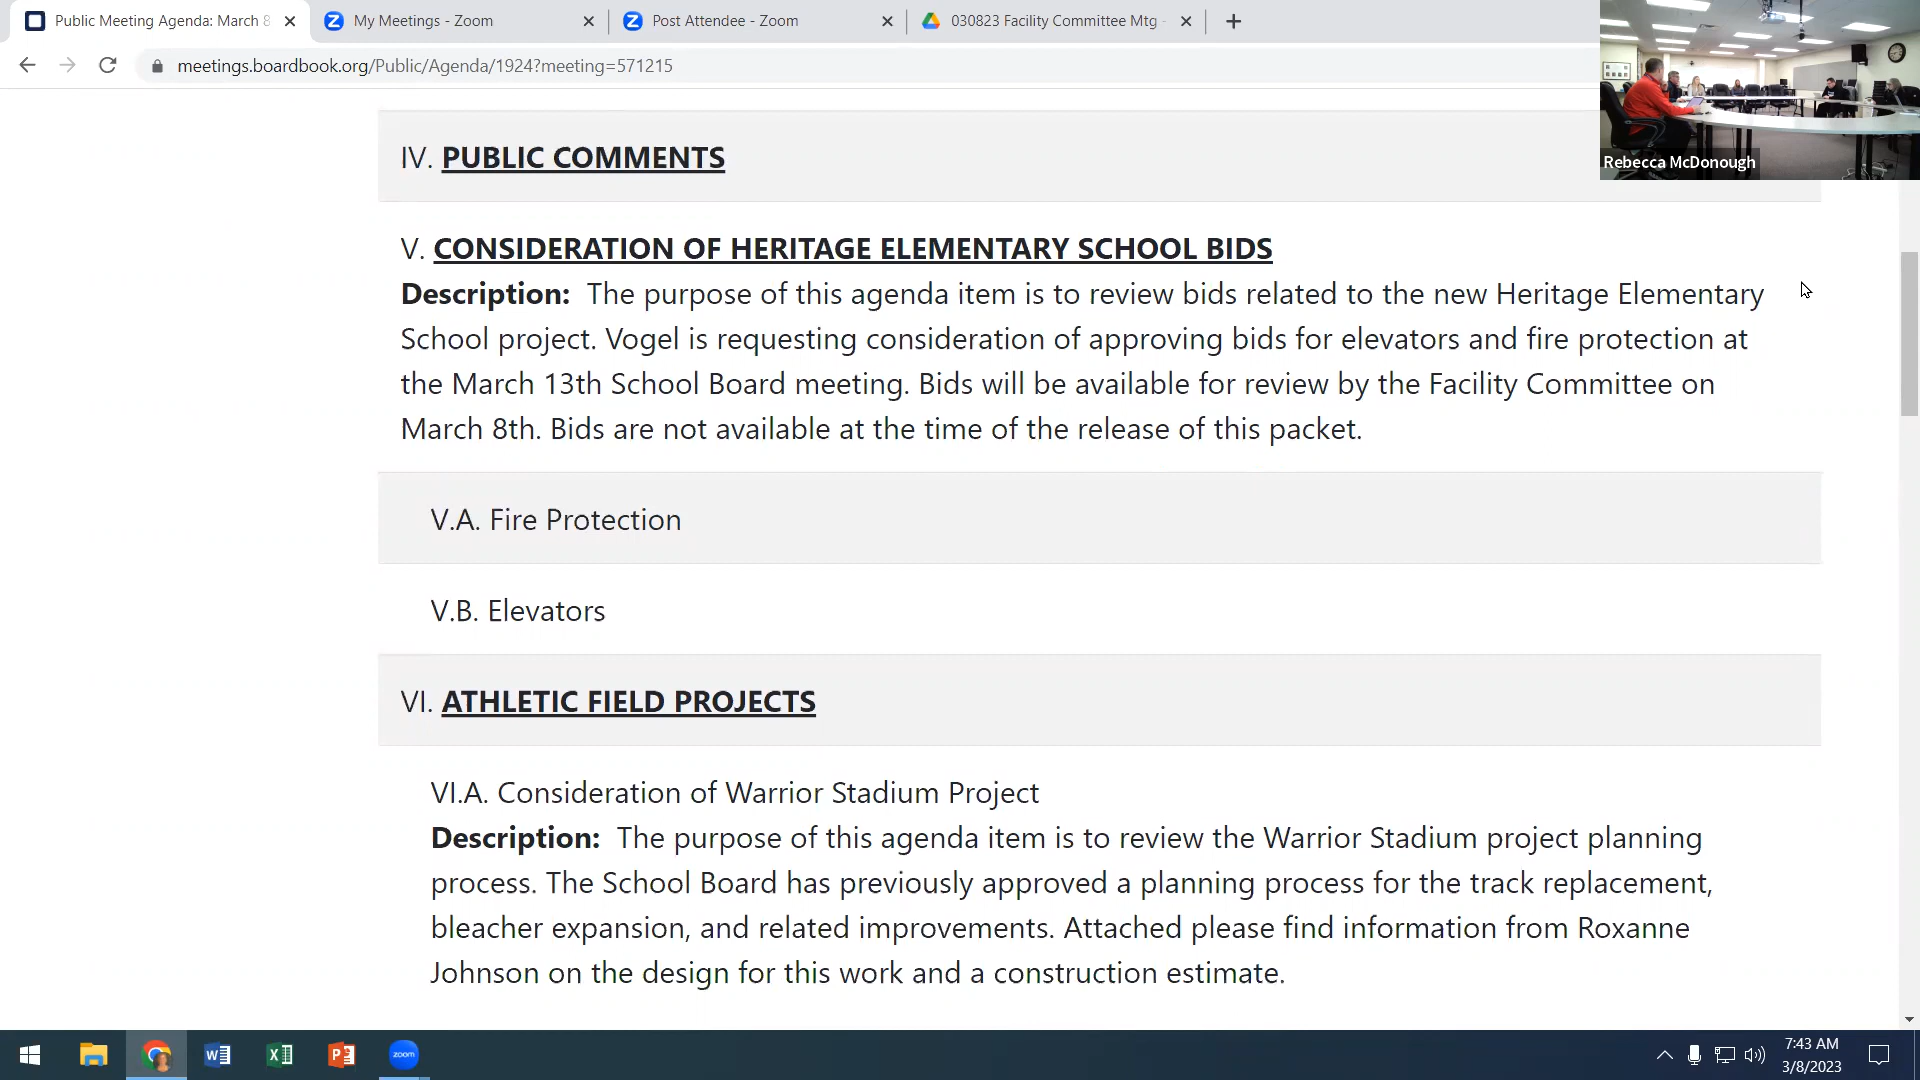 Public Meeting Agenda: March 8
My Meetings - Zoom
Post Attendee - Zoom
030823 Facility Committee Mtg -
meetings.boardbook.org/Public/Agenda/1924?meeting=571215
Rebecca McDonough
IV. PUBLIC COMMENTS
V. CONSIDERATION OF HERITAGE ELEMENTARY SCHOOL BIDS
Description: The purpose of this agenda item is to review bids related to the new Heritage Elementary
School project. Vogel is requesting consideration of approving bids for elevators and fire protection at
the March 13th School Board meeting. Bids will be available for review by the Facility Committee on
March 8th. Bids are not available at the time of the release of this packet.
V.A. Fire Protection
V.B. Elevators
VI. ATHLETIC FIELD PROJECTS
VI.A. Consideration of Warrior Stadium Project
Description: The purpose of this agenda item is to review the Warrior Stadium project planning
process. The School Board has previously approved a planning process for the track replacement,
bleacher expansion, and related improvements. Attached please find information from Roxanne
Johnson on the design for this work and a construction estimate.
zoom
7:43 AM
3/8/2023